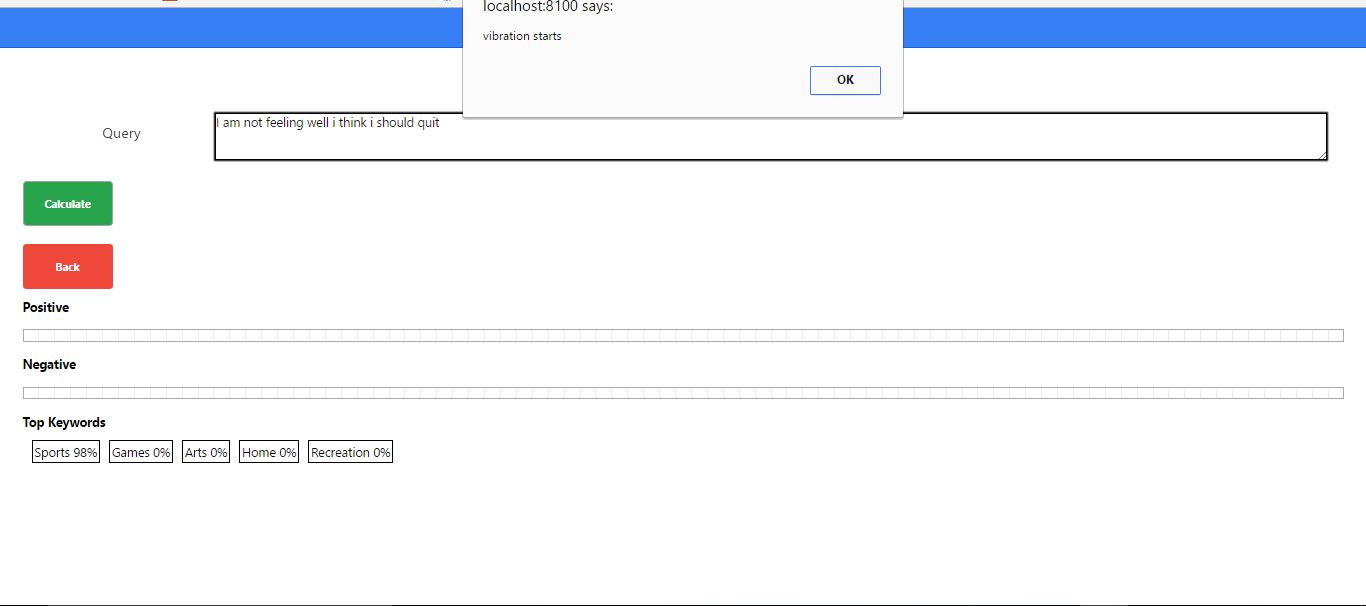 localhost:8100 says:
vibration starts
OK
Query
I am not feeling well i think i should quit
Calculate
Back
Positive
Negative
Top Keywords
Sports 98% Games 0% Arts 0% Home 0% Recreation 0%